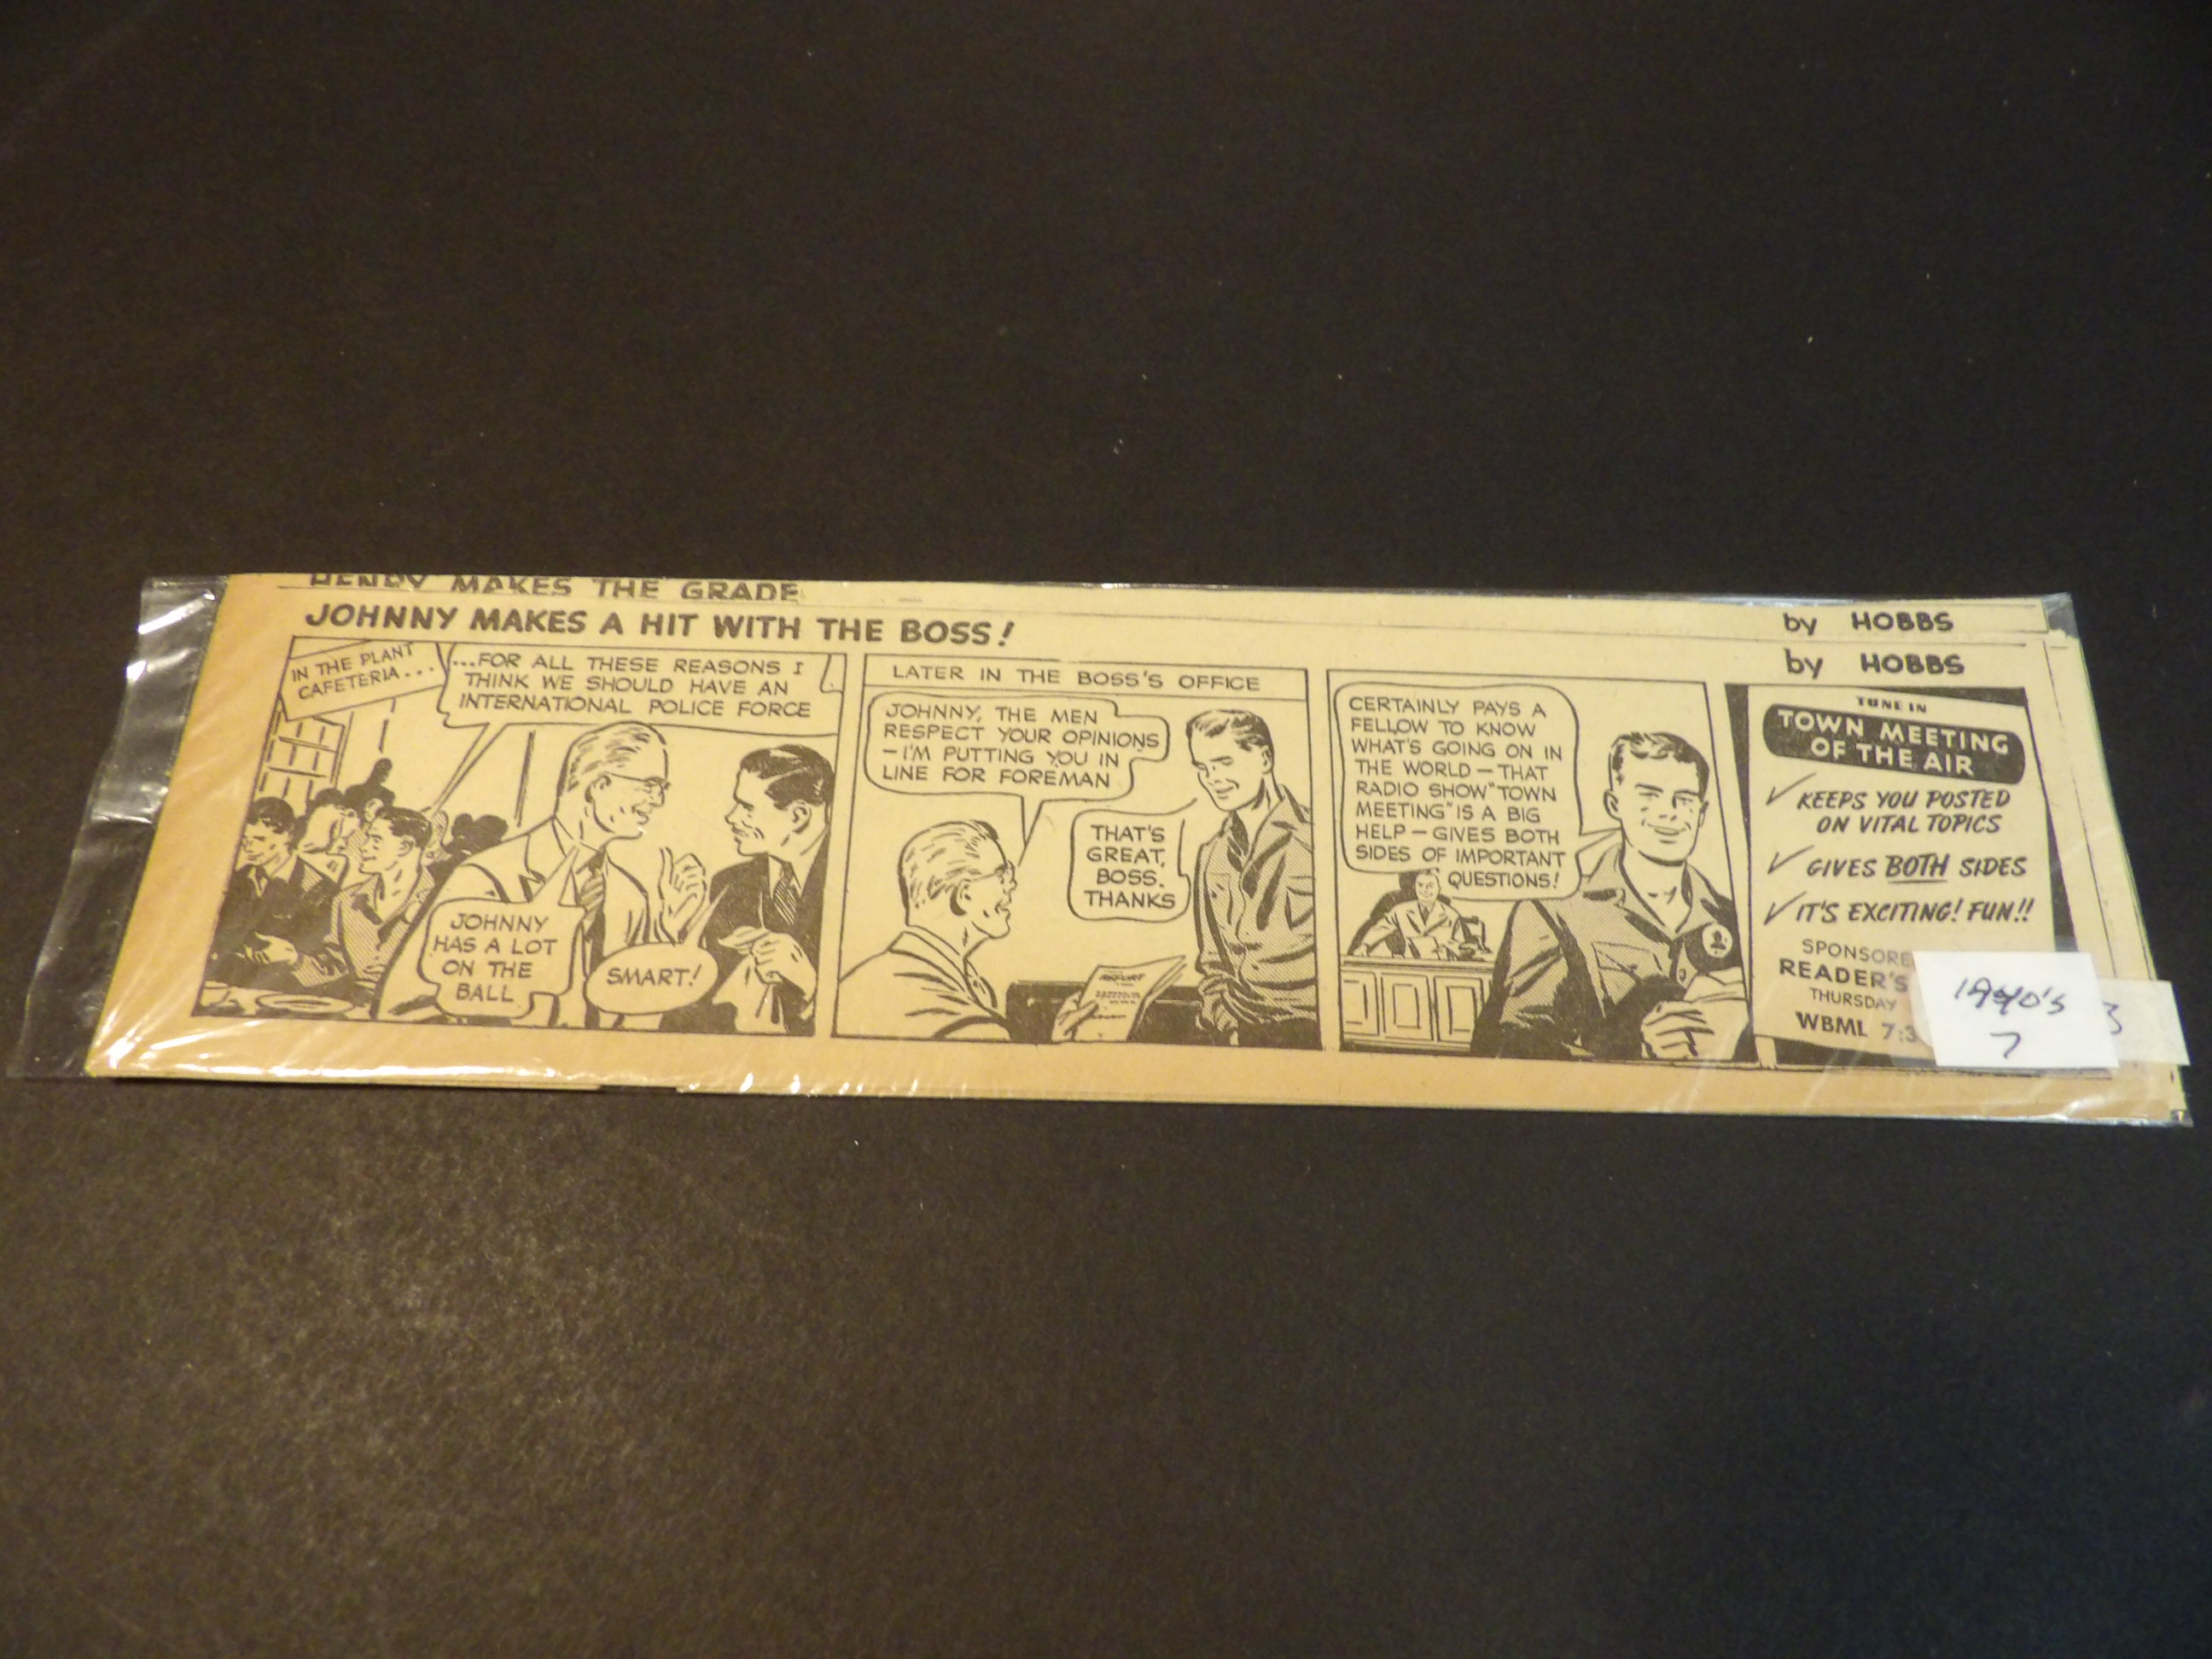 HENRY MAKES THE GRADE
by HOBBS
JOHNNY MAKES A HIT WITH THE BOSS!
by HOBBS
IN THE PLANT
CAFETERIA...
...FOR ALL THESE REASONS I
THINK WE SHOULD HAVE AN
INTERNATIONAL POLICE FORCE
JOHNNY
HAS A LOT
ON THE
BALL
SMART!
LATER IN THE BOSS'S OFFICE
JOHNNY, THE MEN
RESPECT YOUR OPINIONS
—I'M PUTTING YOU IN
LINE FOR FOREMAN
THAT'S
GREAT,
BOSS.
THANKS
REPORT
CERTAINLY PAYS A
FELLOW TO KNOW
WHAT'S GOING ON IN
THE WORLD — THAT
RADIO SHOW "TOWN
MEETING" IS A BIG
HELP — GIVES BOTH
SIDES OF IMPORTANT
QUESTIONS!
TUNE IN
TOWN MEETING
OF THE AIR
✓ KEEPS YOU POSTED
ON VITAL TOPICS
✓ GIVES BOTH SIDES
✓ IT'S EXCITING! FUN!!
SPONSORE
READER'S
THURSDAY
WBML 7:3
1940's
7
3